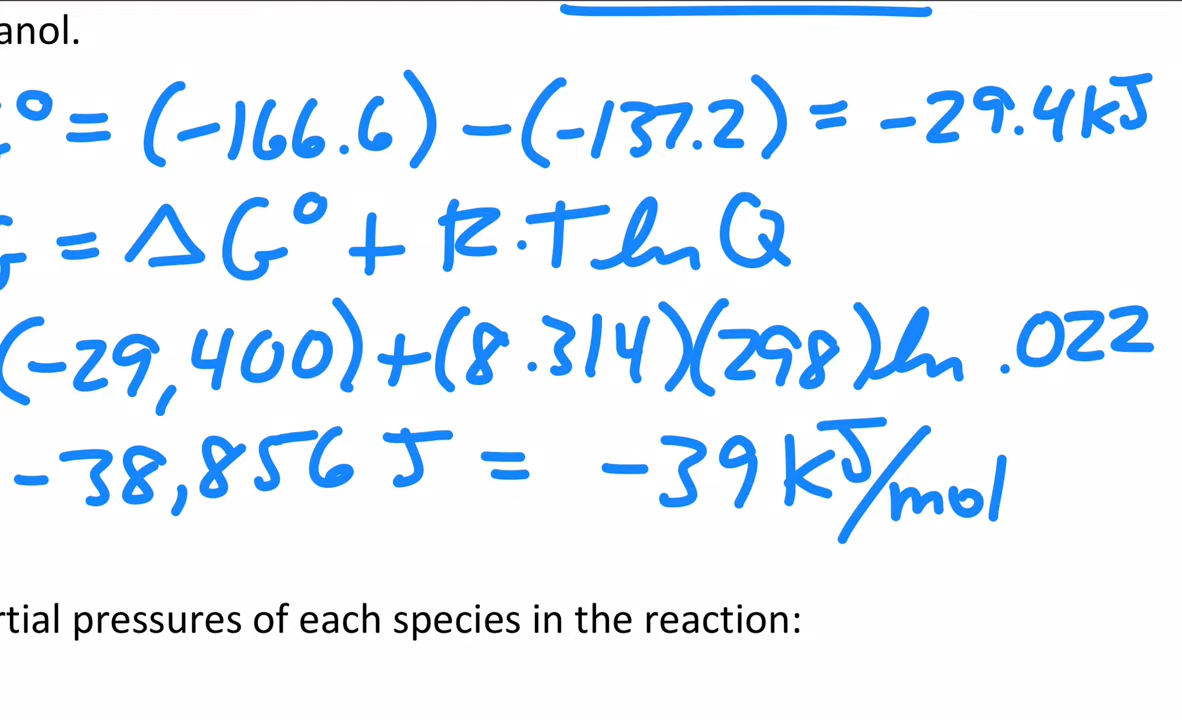 anol.
° = (-166.6) - (-137.2) = -29.4kJ
G = ΔG° + R·T ln Q
(-29,400) + (8.314)(298) ln .022
-38,856 J = -39 kJ/mol
rtial pressures of each species in the reaction: